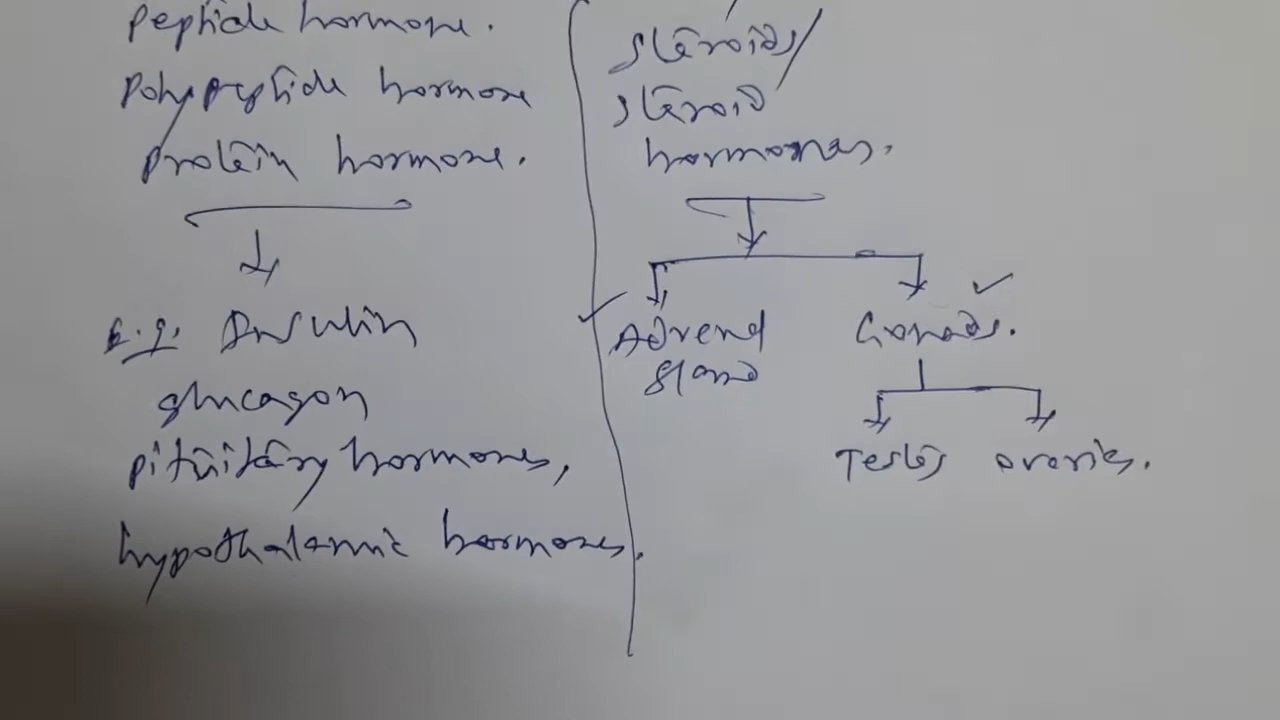 peptide hormone.
polypeptide hormone
protein hormone.
E.g. Insulin
glucagon
pituitary hormones,
hypothalamic hormones.
steroids/
steroid
hormones.
Adrenal
gland
Gonads.
Testes ovaries.